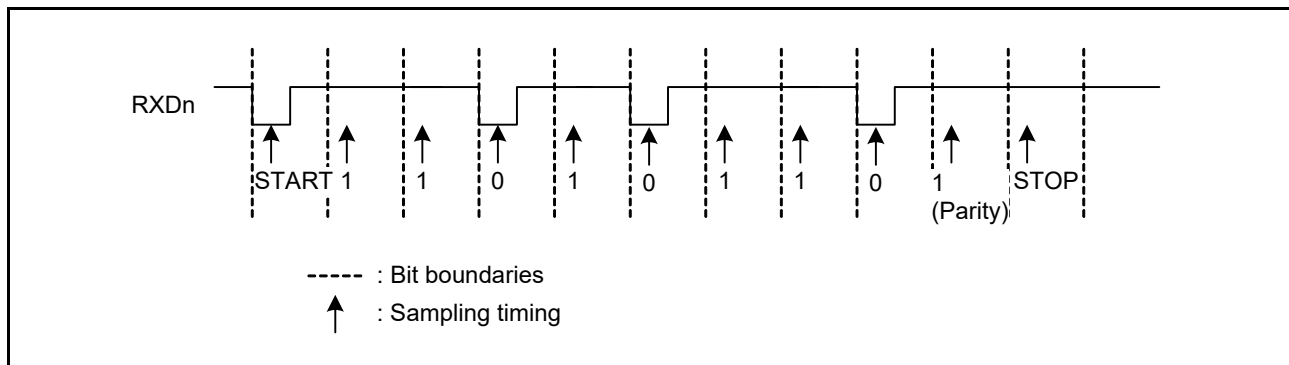 RXDn
START 1 1 0 1 0 1 1 0 1 STOP
(Parity)
: Bit boundaries
: Sampling timing